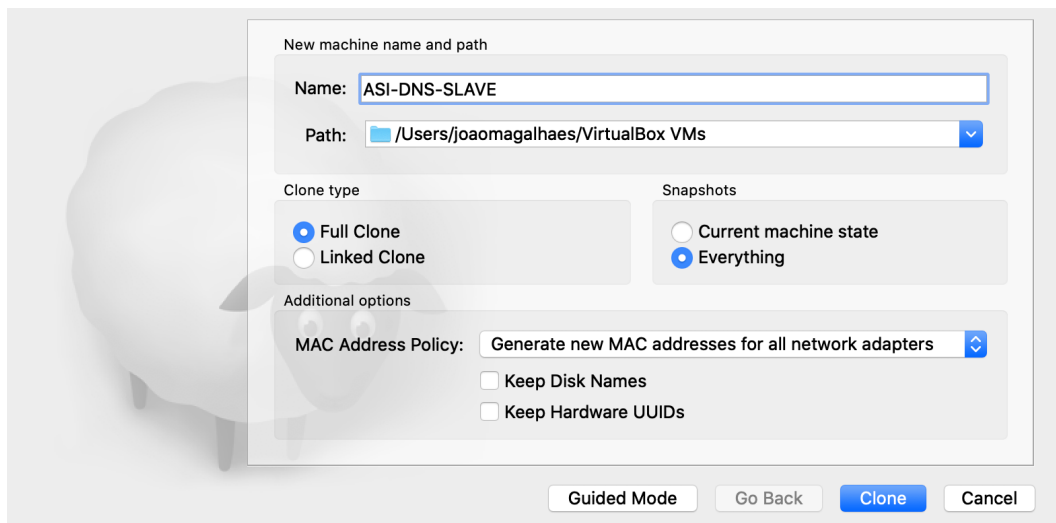 New machine name and path
Name: ASI-DNS-SLAVE
Path: /Users/joaomagalhaes/VirtualBox VMs
Clone type
Full Clone
Linked Clone
Snapshots
Current machine state
Everything
Additional options
MAC Address Policy: Generate new MAC addresses for all network adapters
Keep Disk Names
Keep Hardware UUIDs
Guided Mode Go Back Clone Cancel